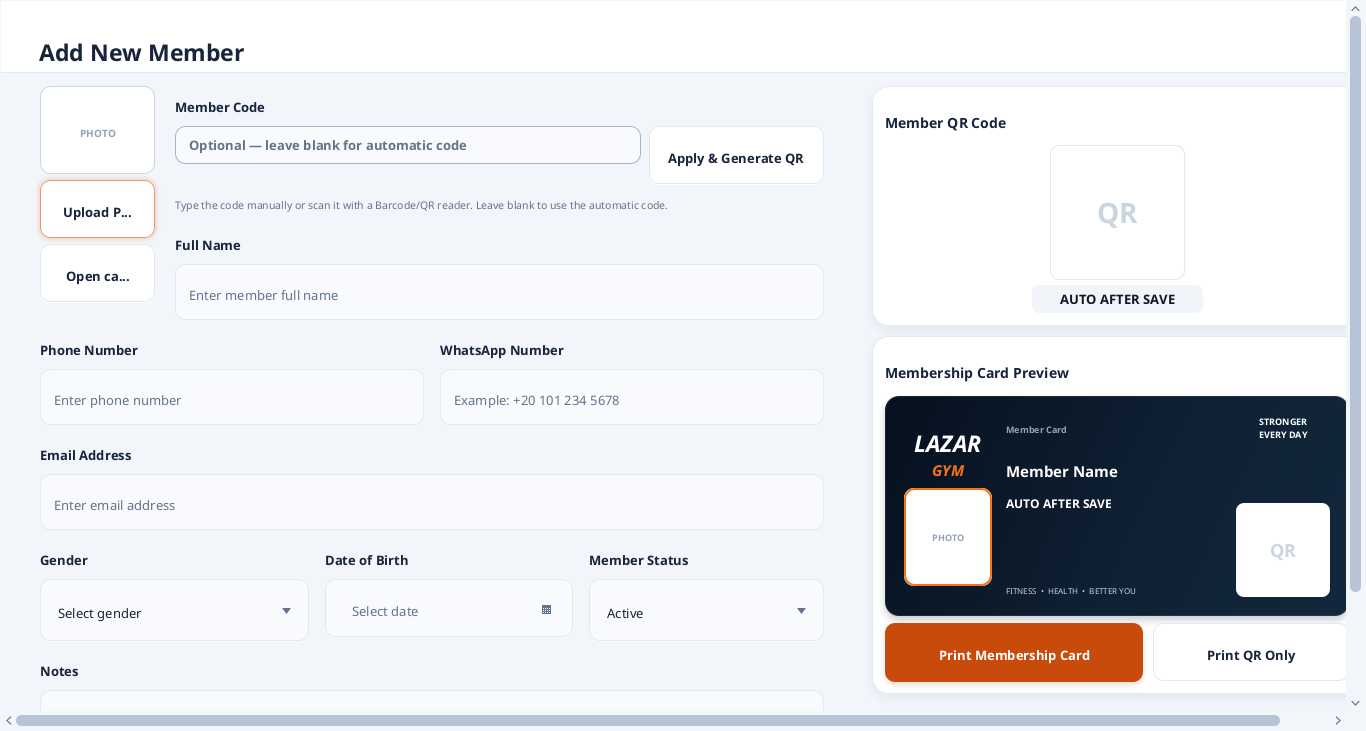 Add New Member
PHOTO
Upload P...
Open ca...
Member Code
Optional — leave blank for automatic code
Apply & Generate QR
Type the code manually or scan it with a Barcode/QR reader. Leave blank to use the automatic code.
Full Name
Enter member full name
Phone Number
Enter phone number
WhatsApp Number
Example: +20 101 234 5678
Email Address
Enter email address
Gender
Select gender
Date of Birth
Select date
Member Status
Active
Notes
Member QR Code
QR
AUTO AFTER SAVE
Membership Card Preview
LAZAR
GYM
PHOTO
Member Card
Member Name
AUTO AFTER SAVE
FITNESS • HEALTH • BETTER YOU
STRONGER
EVERY DAY
QR
Print Membership Card
Print QR Only